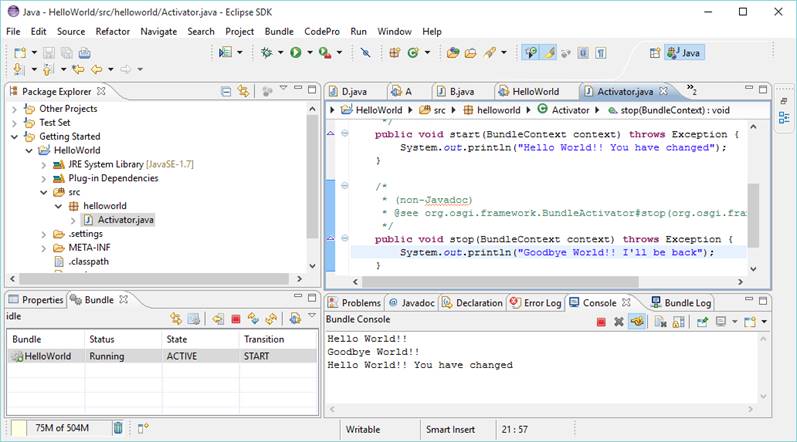 Java - HelloWorld/src/helloworld/Activator.java - Eclipse SDK
File Edit Source Refactor Navigate Search Project Bundle CodePro Run Window Help
Java
Package Explorer
Other Projects
Test Set
Getting Started
HelloWorld
JRE System Library [JavaSE-1.7]
Plug-in Dependencies
src
helloworld
Activator.java
.settings
META-INF
.classpath
D.java A B.java HelloWorld Activator.java 2
HelloWorld src helloworld Activator stop(BundleContext) : void
*/
public void start(BundleContext context) throws Exception {
System.out.println("Hello World!! You have changed");
}
/*
* (non-Javadoc)
* @see org.osgi.framework.BundleActivator#stop(org.osgi.fra
*/
public void stop(BundleContext context) throws Exception {
System.out.println("Goodbye World!! I'll be back");
}
Properties Bundle
idle
Bundle Status State Transition
HelloWorld Running ACTIVE START
Problems Javadoc Declaration Error Log Console Bundle Log
Bundle Console
Hello World!!
Goodbye World!!
Hello World!! You have changed
75M of 504M Writable Smart Insert 21 : 57